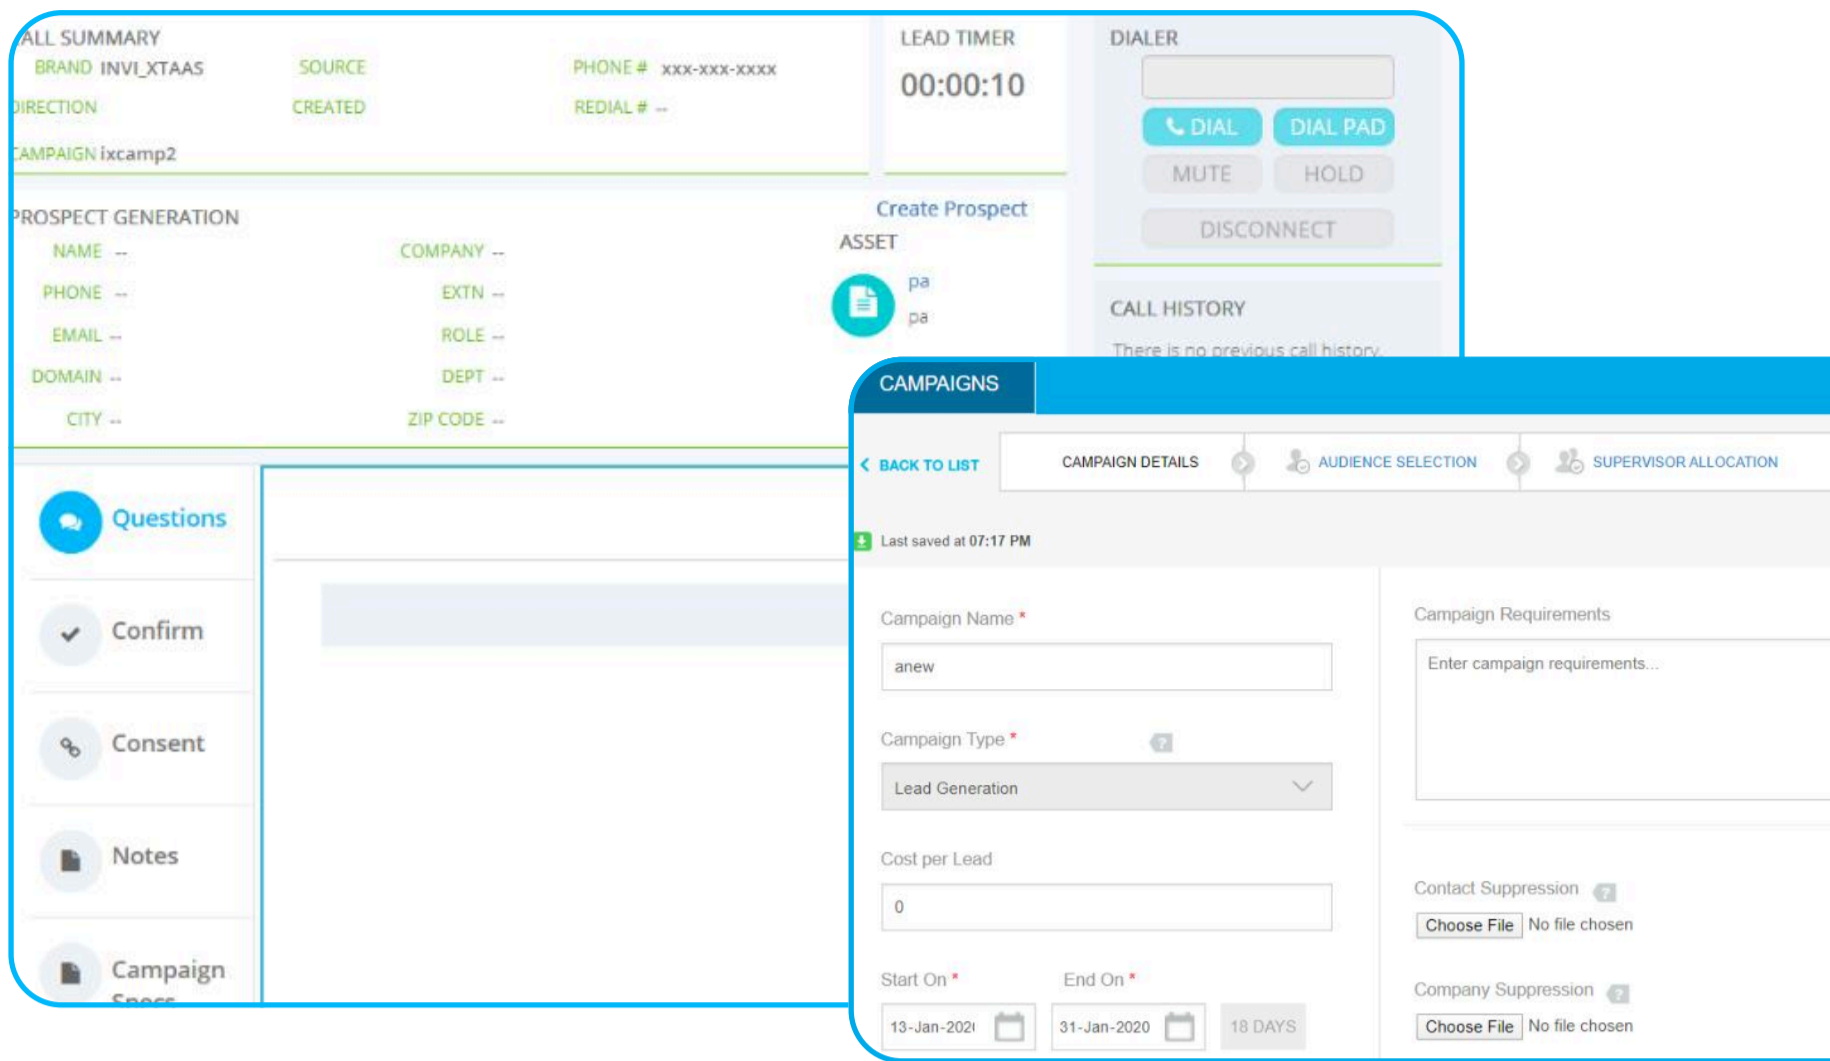 ALL SUMMARY
BRAND INVI_XTAAS SOURCE PHONE # xxx-xxx-xxxx
DIRECTION CREATED REDIAL # --
CAMPAIGN ixcamp2
LEAD TIMER
00:00:10
DIALER
DIAL DIAL PAD
MUTE HOLD
DISCONNECT
PROSPECT GENERATION
Create Prospect
NAME -- COMPANY --
PHONE -- EXTN --
EMAIL -- ROLE --
DOMAIN -- DEPT --
CITY -- ZIP CODE --
ASSET
pa
pa
CALL HISTORY
There is no previous call history.
Questions
Confirm
Consent
Notes
Campaign
Specs
CAMPAIGNS
BACK TO LIST CAMPAIGN DETAILS AUDIENCE SELECTION SUPERVISOR ALLOCATION
Last saved at 07:17 PM
Campaign Name *
anew
Campaign Type * ?
Lead Generation
Cost per Lead
0
Start On * End On *
13-Jan-202 31-Jan-2020 18 DAYS
Campaign Requirements
Enter campaign requirements...
Contact Suppression ?
Choose File No file chosen
Company Suppression ?
Choose File No file chosen